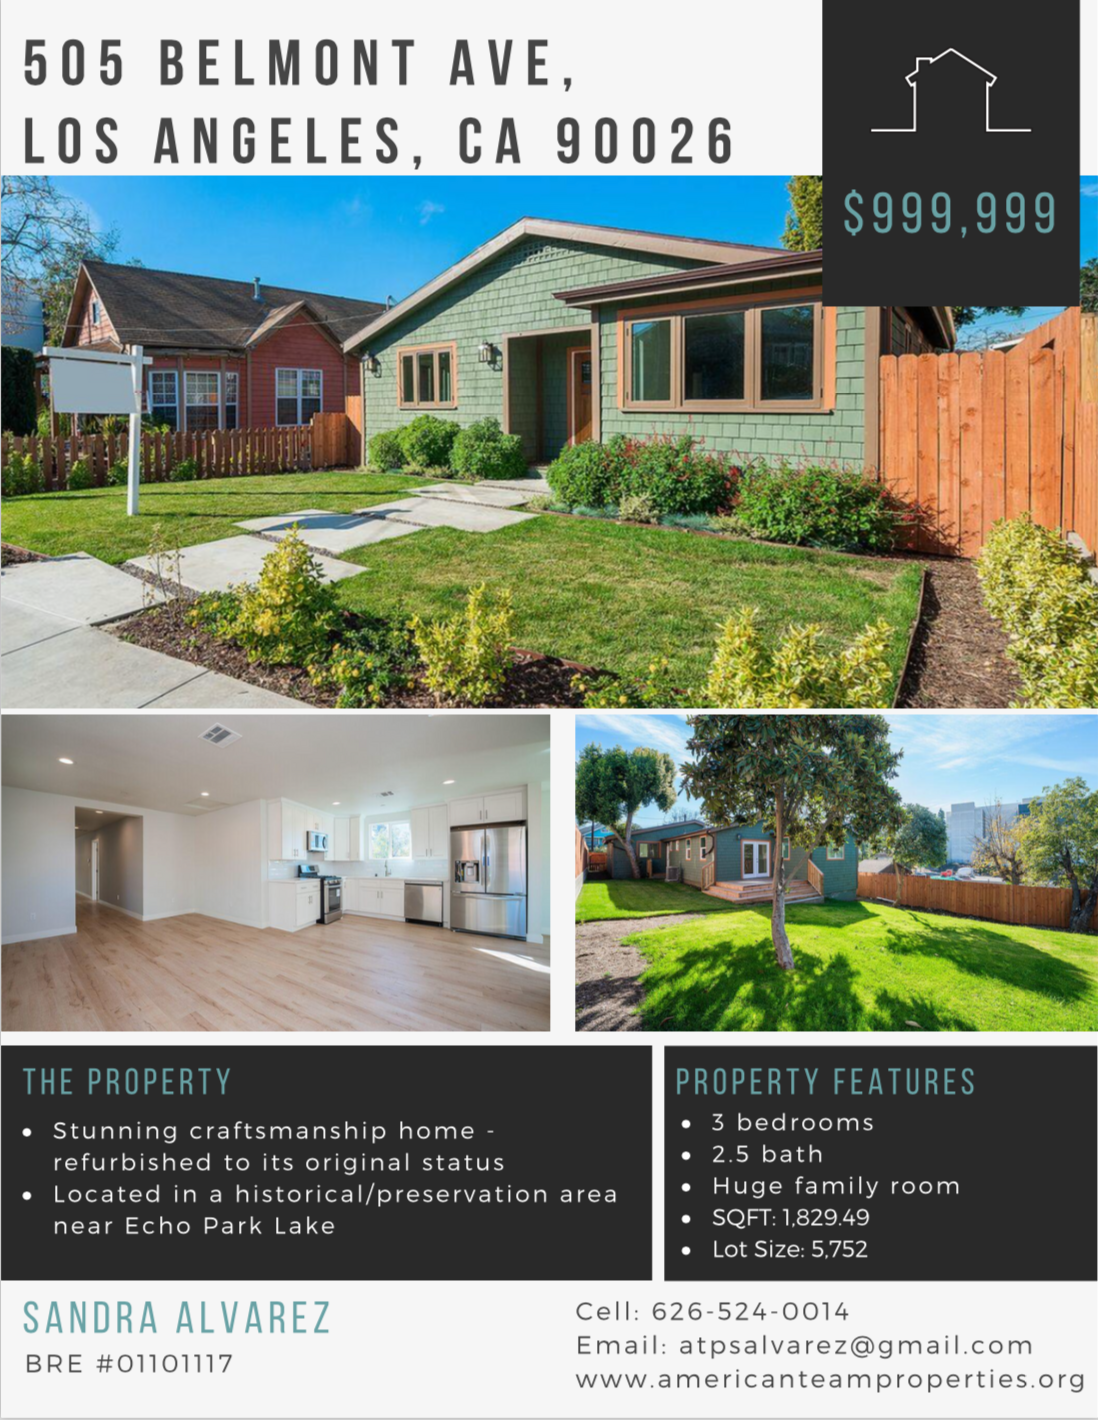 505 BELMONT AVE,
LOS ANGELES, CA 90026
$999,999
THE PROPERTY
• Stunning craftsmanship home -
refurbished to its original status
• Located in a historical/preservation area
near Echo Park Lake
PROPERTY FEATURES
• 3 bedrooms
• 2.5 bath
• Huge family room
• SQFT: 1,829.49
• Lot Size: 5,752
SANDRA ALVAREZ
BRE #01101117
Cell: 626-524-0014
Email: atpsalvarez@gmail.com
www.americanteamproperties.org